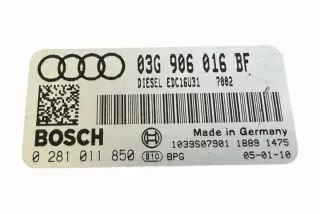 03G 906 016 BF
DIESEL EDC16U31 7002
BOSCH
Made in Germany
1039S07901 1889 1475
0 281 011 850 810 BPG 05-01-10